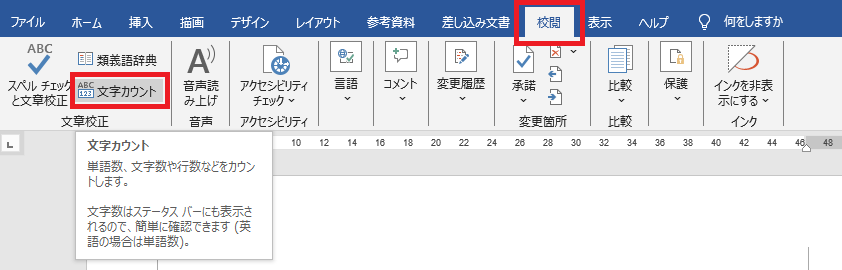 ファイル ホーム 挿入 描画 デザイン レイアウト 参考資料 差し込み文書 校閲 表示 ヘルプ 何をしますか
ABC
スペル チェック
と文章校正
類義語辞典
ABC
123 文字カウント
文章校正
A
音声読
み上げ
音声
アクセシビリティ
チェック
アクセシビリティ
言語
コメント
変更履歴
承諾
変更箇所
比較
比較
保護
インクを非表
示にする
インク
L
10 12 14 16 18 20 22 24 26 28 30 32 34 36 38 40 42 44 46 48
文字カウント
単語数、文字数や行数などをカウ
ントします。
文字数はステータス バーにも表示さ
れるので、簡単に確認できます (英
語の場合は単語数)。